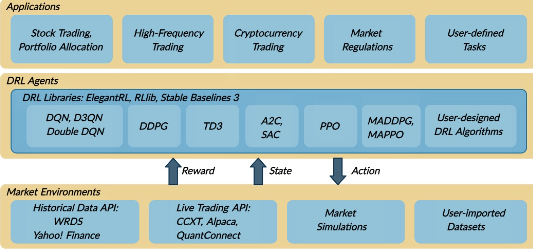 Applications
Stock Trading,
Portfolio Allocation
High-Frequency
Trading
Cryptocurrency
Trading
Market
Regulations
User-defined
Tasks
DRL Agents
DRL Libraries: ElegantRL, RLlib, Stable Baselines 3
DQN, D3QN
Double DQN
DDPG
TD3
A2C,
SAC
PPO
MADDPG,
MAPPO
User-designed
DRL Algorithms
Reward
State
Action
Market Environments
Historical Data API:
WRDS
Yahoo! Finance
Live Trading API:
CCXT, Alpaca,
QuantConnect
Market
Simulations
User-imported
Datasets